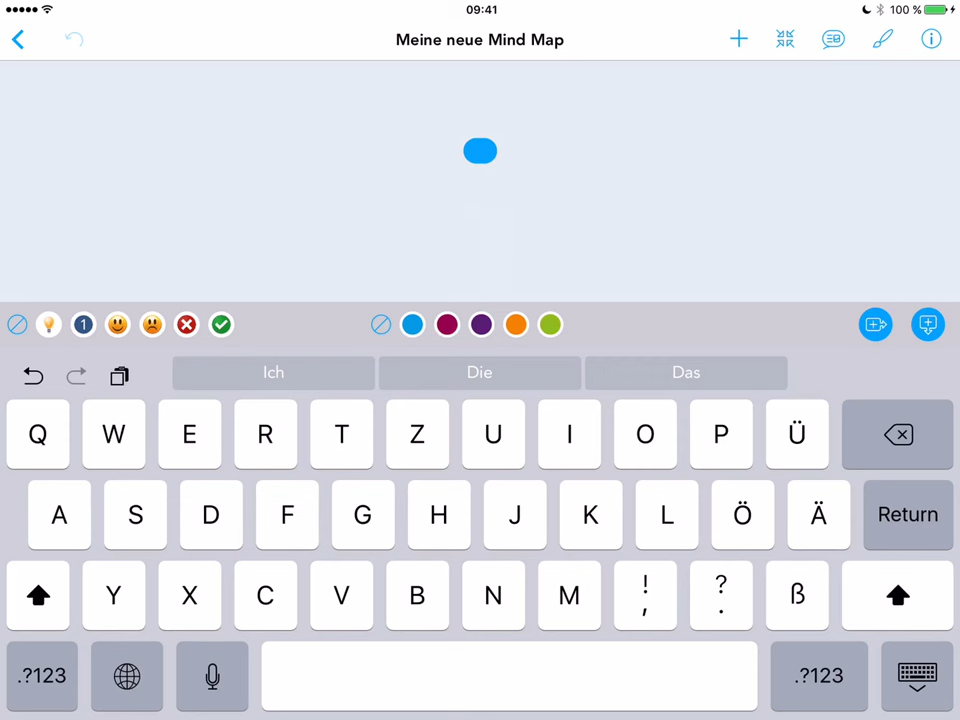 09:41
100 %
Meine neue Mind Map
1
Ich Die Das
Q W E R T Z U I O P Ü
A S D F G H J K L Ö Ä Return
Y X C V B N M ! , ? . ß
.?123 .?123